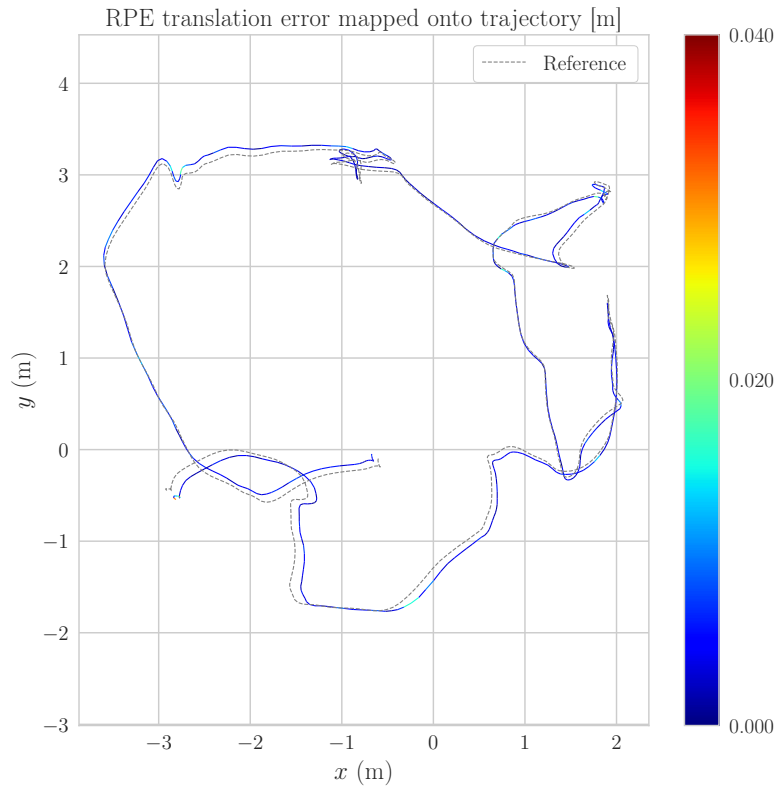 RPE translation error mapped onto trajectory [m]
Reference
4
3
2
1
0
−1
−2
−3
y (m)
−3 −2 −1 0 1 2
x (m)
0.040
0.020
0.000